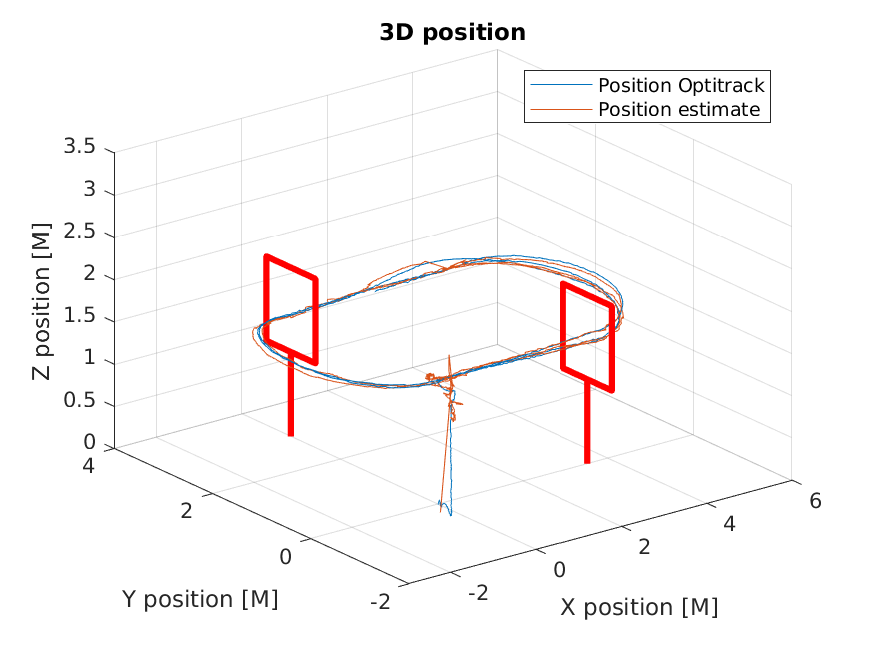 3D position
Position Optitrack
Position estimate
3.5
3
2.5
2
1.5
1
0.5
0
Z position [M]
4
2
0
-2
Y position [M]
-2
0
2
4
6
X position [M]